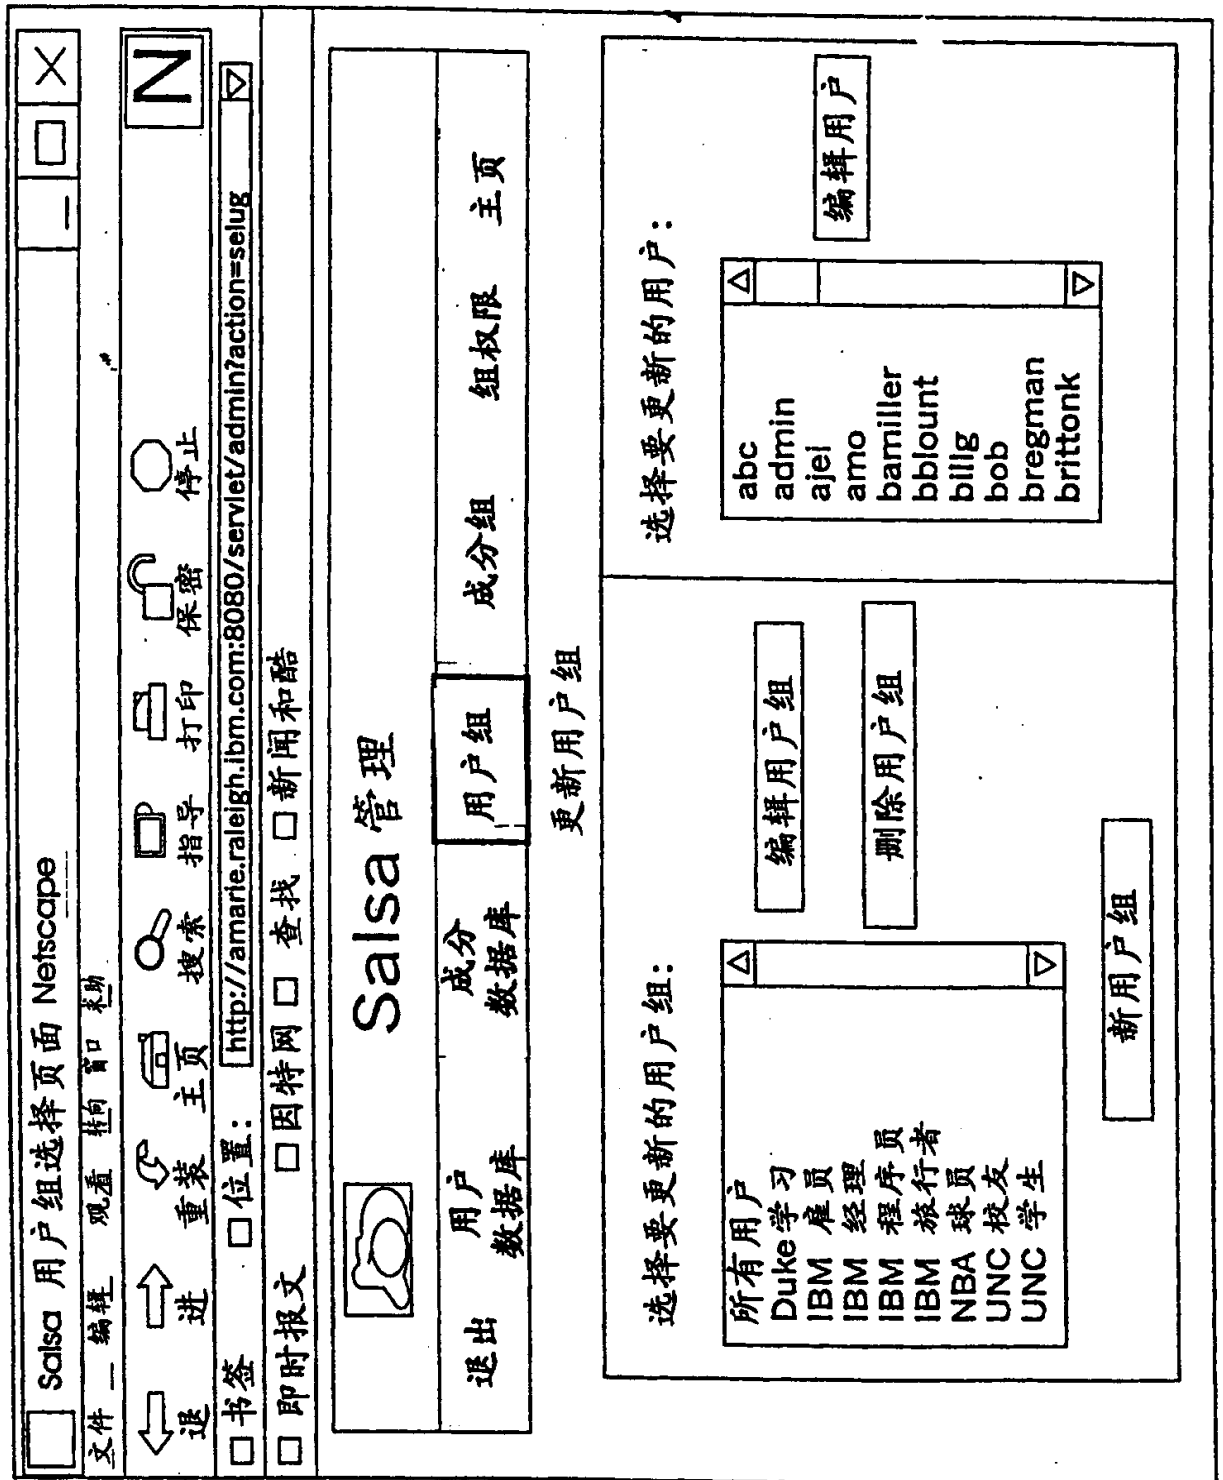 Salsa 用户组选择页面 Netscape
文件 编辑 观看 转向 窗口 求助
N
退 进 重装 主页 搜索 指导 打印 保密 停止
书签 位置: http://amarie.raleigh.ibm.com:8080/servlet/admin?action=selug
即时报文 因特网 查找 新闻和酷
Salsa 管理
退出 用户数据库 成分数据库 用户组 成分组 组权限 主页
更新用户组
选择要更新的用户组:
所有用户
Duke学习
IBM 雇员
IBM 经理
IBM 程序员
IBM 旅行者
NBA 球员
UNC 校友
UNC 学生
编辑用户组
删除用户组
新用户组
选择要更新的用户:
abc
admin
ajel
amo
bamiller
bblount
billg
bob
bregman
brittonk
编辑用户